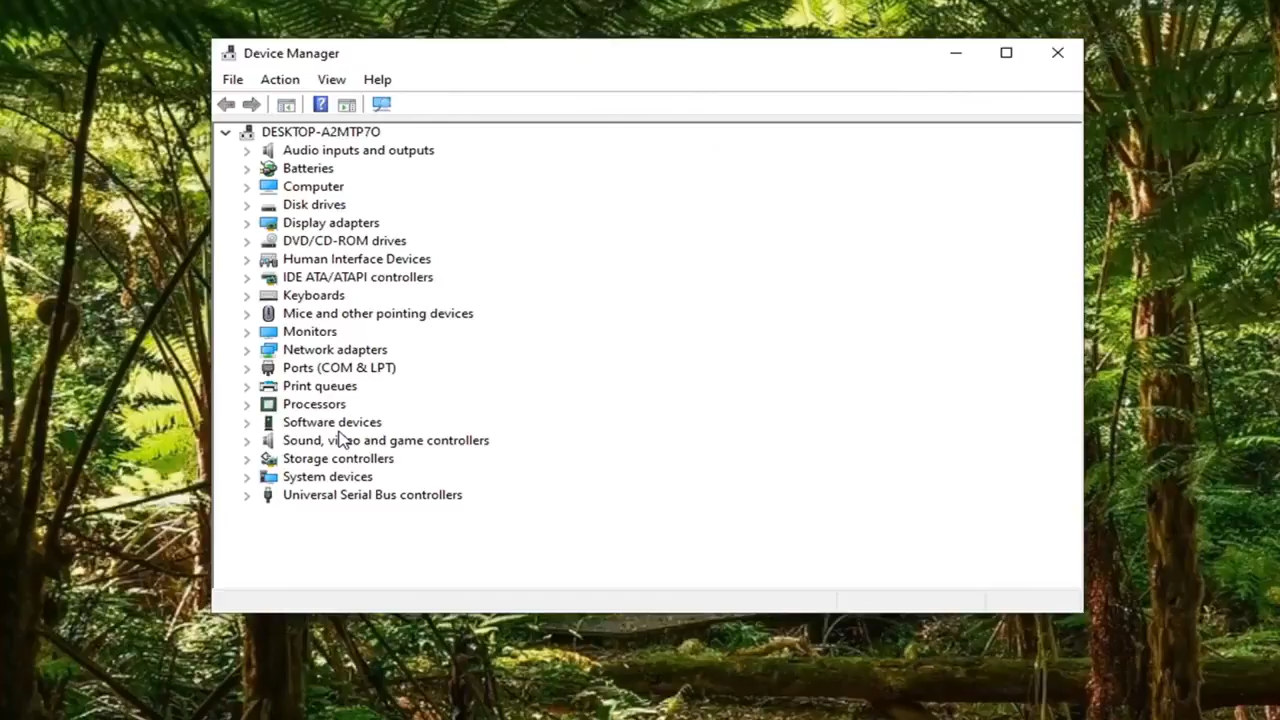 Device Manager
File Action View Help
DESKTOP-A2MTP7O
Audio inputs and outputs
Batteries
Computer
Disk drives
Display adapters
DVD/CD-ROM drives
Human Interface Devices
IDE ATA/ATAPI controllers
Keyboards
Mice and other pointing devices
Monitors
Network adapters
Ports (COM & LPT)
Print queues
Processors
Software devices
Sound, video and game controllers
Storage controllers
System devices
Universal Serial Bus controllers